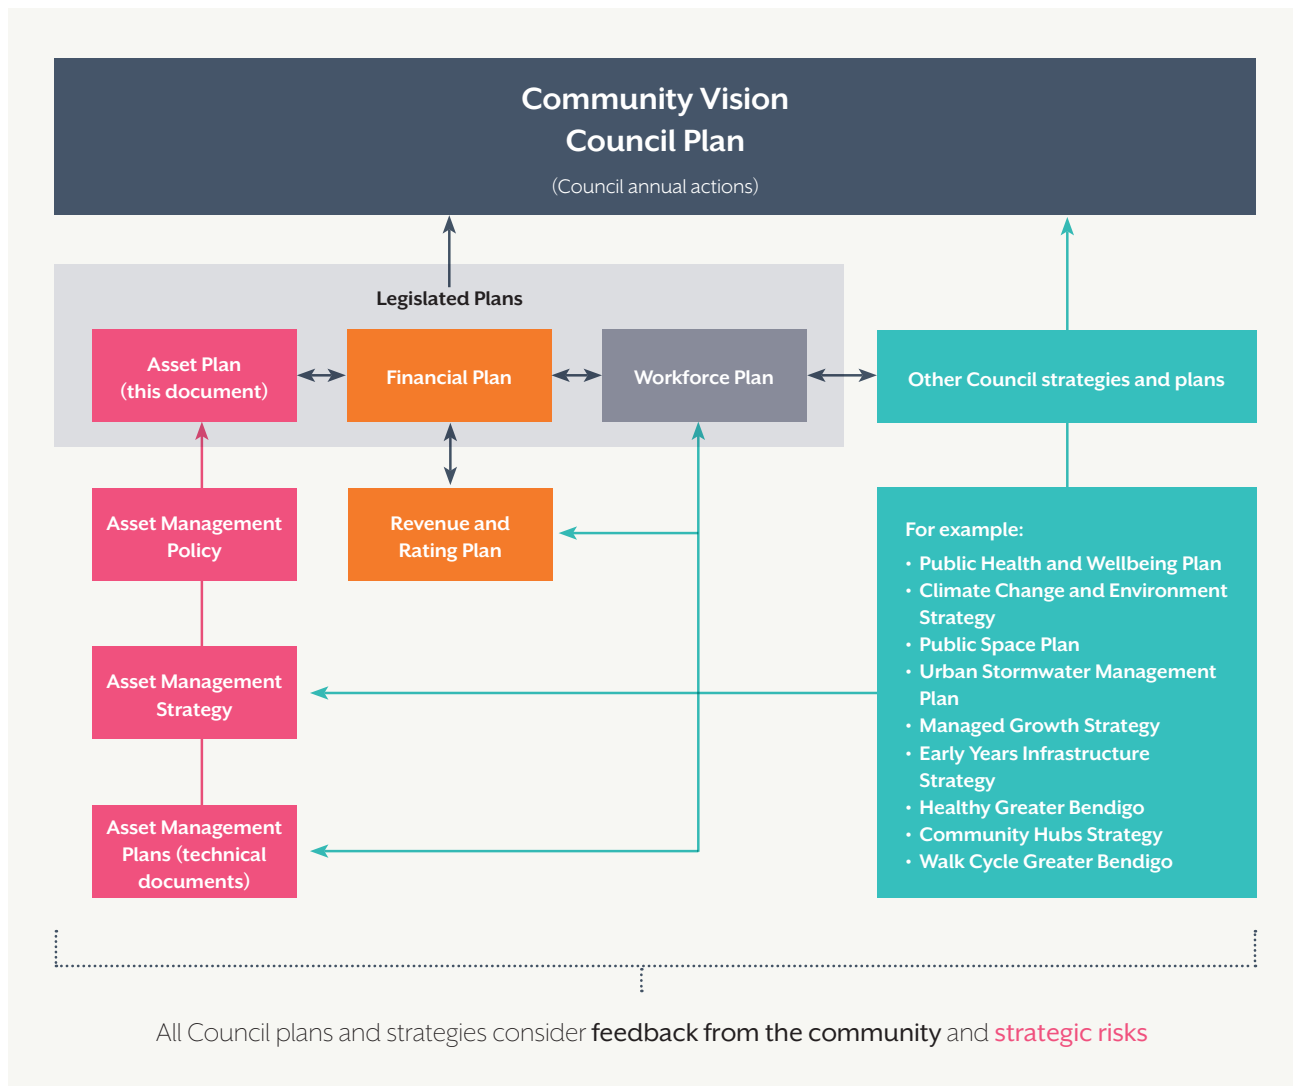 Community Vision
Council Plan
(Council annual actions)
Legislated Plans
Asset Plan
(this document)
Financial Plan
Workforce Plan
Other Council strategies and plans
Asset Management
Policy
Revenue and
Rating Plan
Asset Management
Strategy
Asset Management
Plans (technical
documents)
For example:
• Public Health and Wellbeing Plan
• Climate Change and Environment
Strategy
• Public Space Plan
• Urban Stormwater Management
Plan
• Managed Growth Strategy
• Early Years Infrastructure
Strategy
• Healthy Greater Bendigo
• Community Hubs Strategy
• Walk Cycle Greater Bendigo
All Council plans and strategies consider feedback from the community and strategic risks